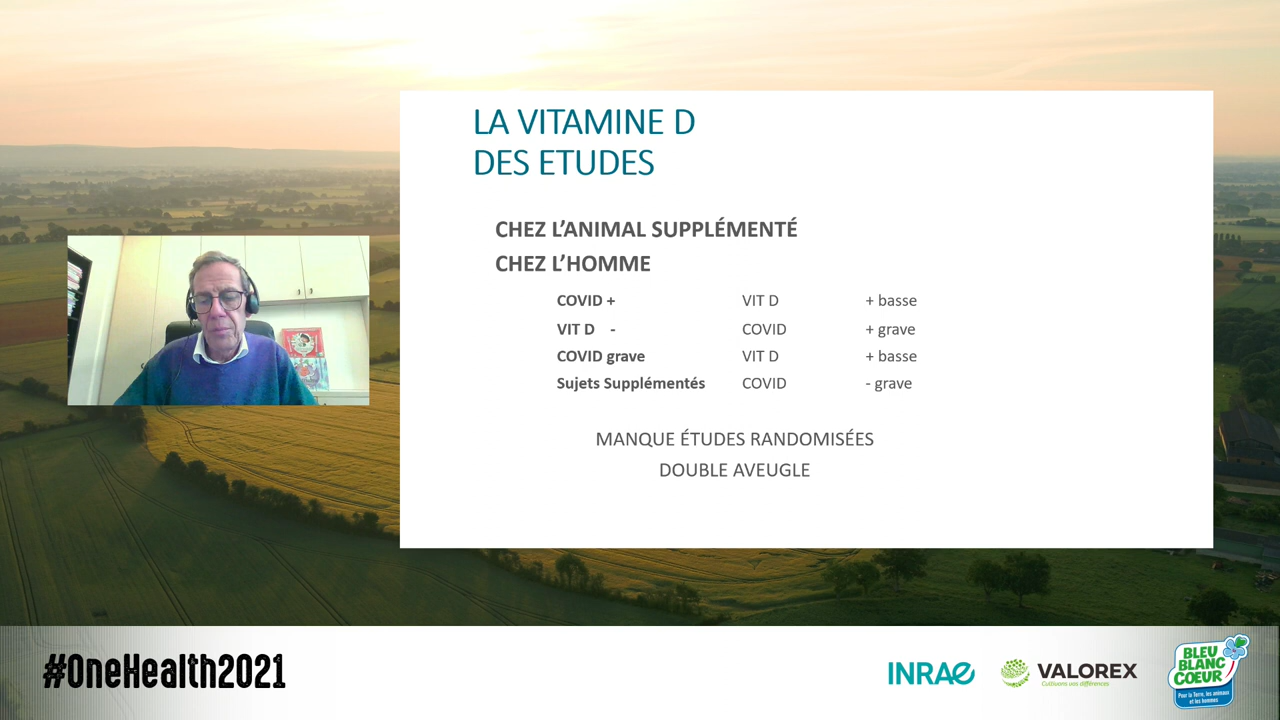 LA VITAMINE D
DES ETUDES
CHEZ L’ANIMAL SUPPLÉMENTÉ
CHEZ L’HOMME
COVID + VIT D + basse
VIT D - COVID + grave
COVID grave VIT D + basse
Sujets Supplémentés COVID - grave
MANQUE ÉTUDES RANDOMISÉES
DOUBLE AVEUGLE
#OneHealth2021
INRAE
VALOREX
Cultivons vos différences
BLEU
BLANC
COEUR
Pour la Terre, les animaux
et les hommes